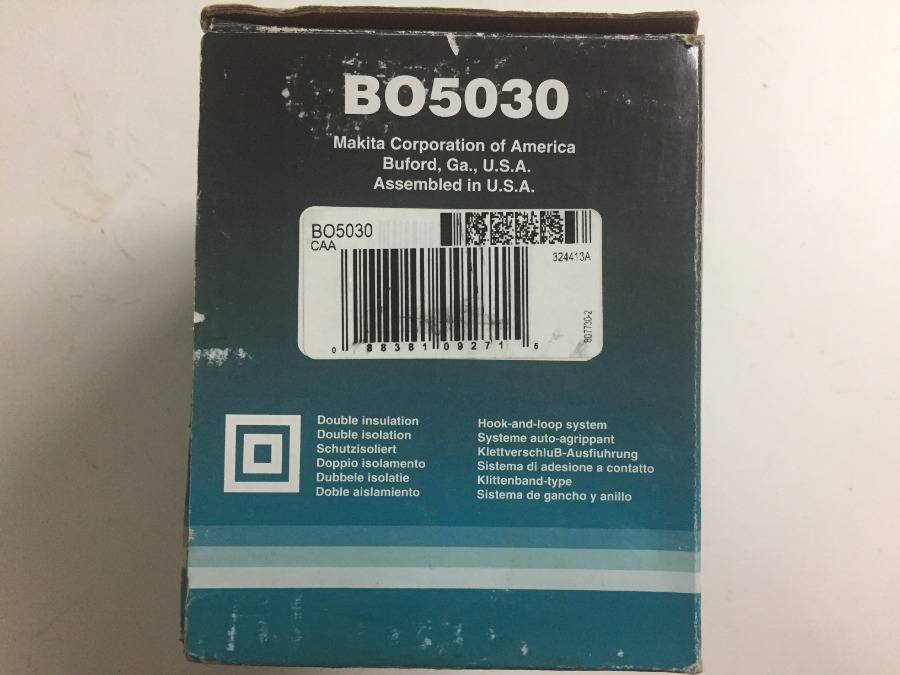 BO5030
Makita Corporation of America
Buford, Ga., U.S.A.
Assembled in U.S.A.
BO5030
CAA
324413A
807730-2
0 88381 09271 5
Double insulation
Double isolation
Schutzisoliert
Doppio isolamento
Dubbele isolatie
Doble aislamiento
Hook-and-loop system
Systeme auto-agrippant
KlettverschluB-Ausfiuhrung
Sistema di adesione a contatto
Klittenband-type
Sistema de gancho y anillo